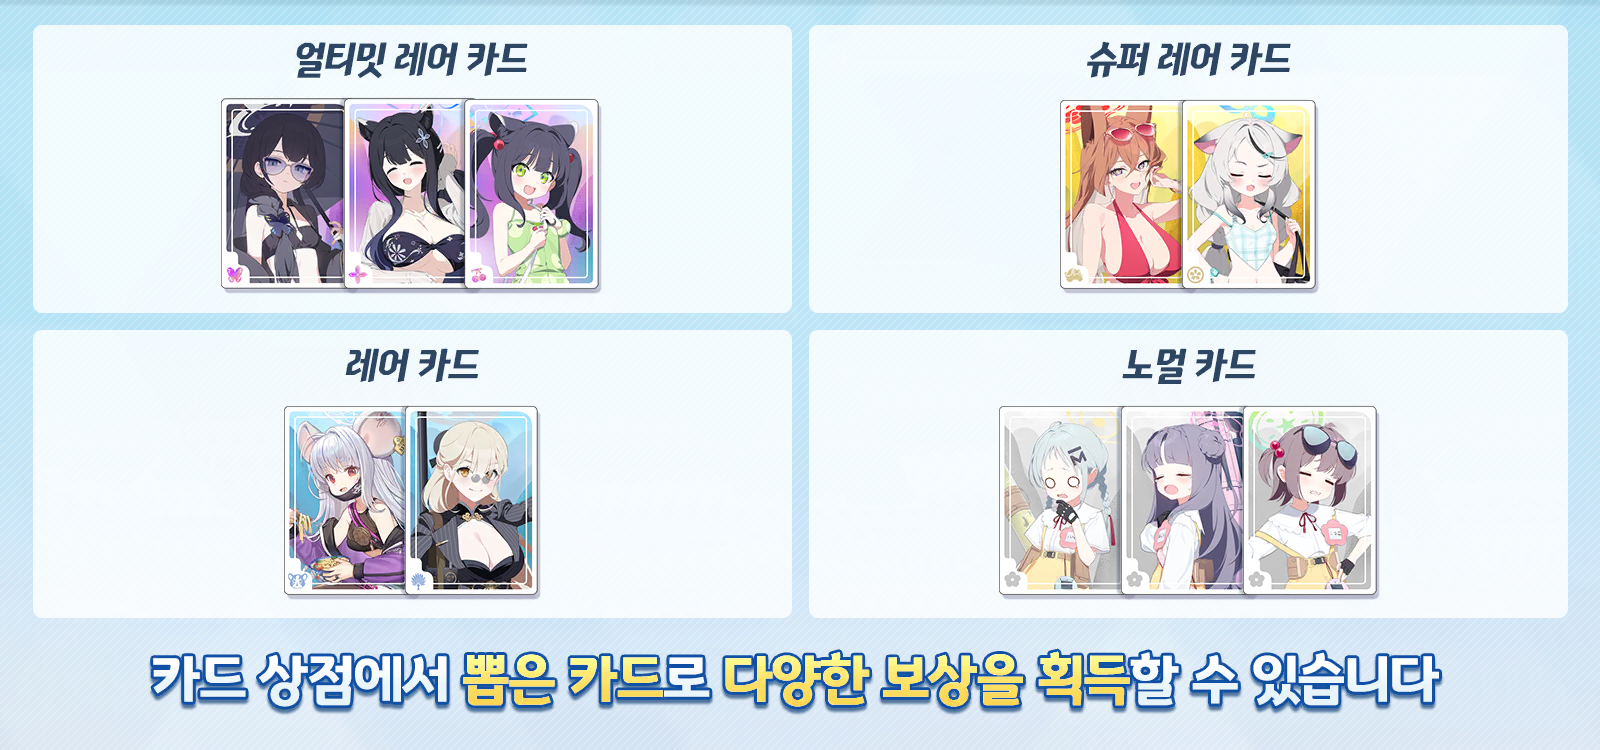 얼티밋 레어 카드
슈퍼 레어 카드
레어 카드
노멀 카드
카드 상점에서 뽑은 카드로 다양한 보상을 획득할 수 있습니다